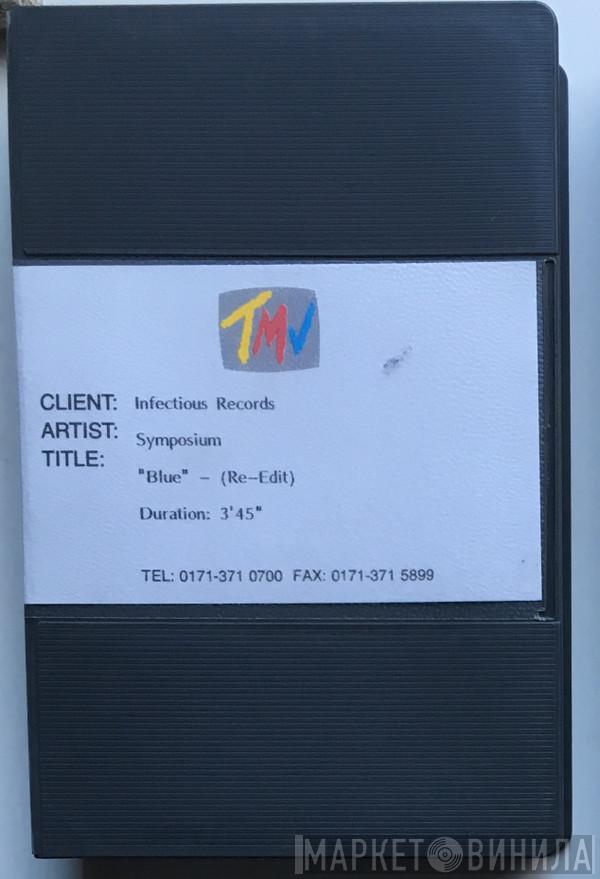 TMV
CLIENT: Infectious Records
ARTIST: Symposium
TITLE:
"Blue" - (Re-Edit)
Duration: 3'45"
TEL: 0171-371 0700 FAX: 0171-371 5899
МАРКЕТ ВИНИЛА